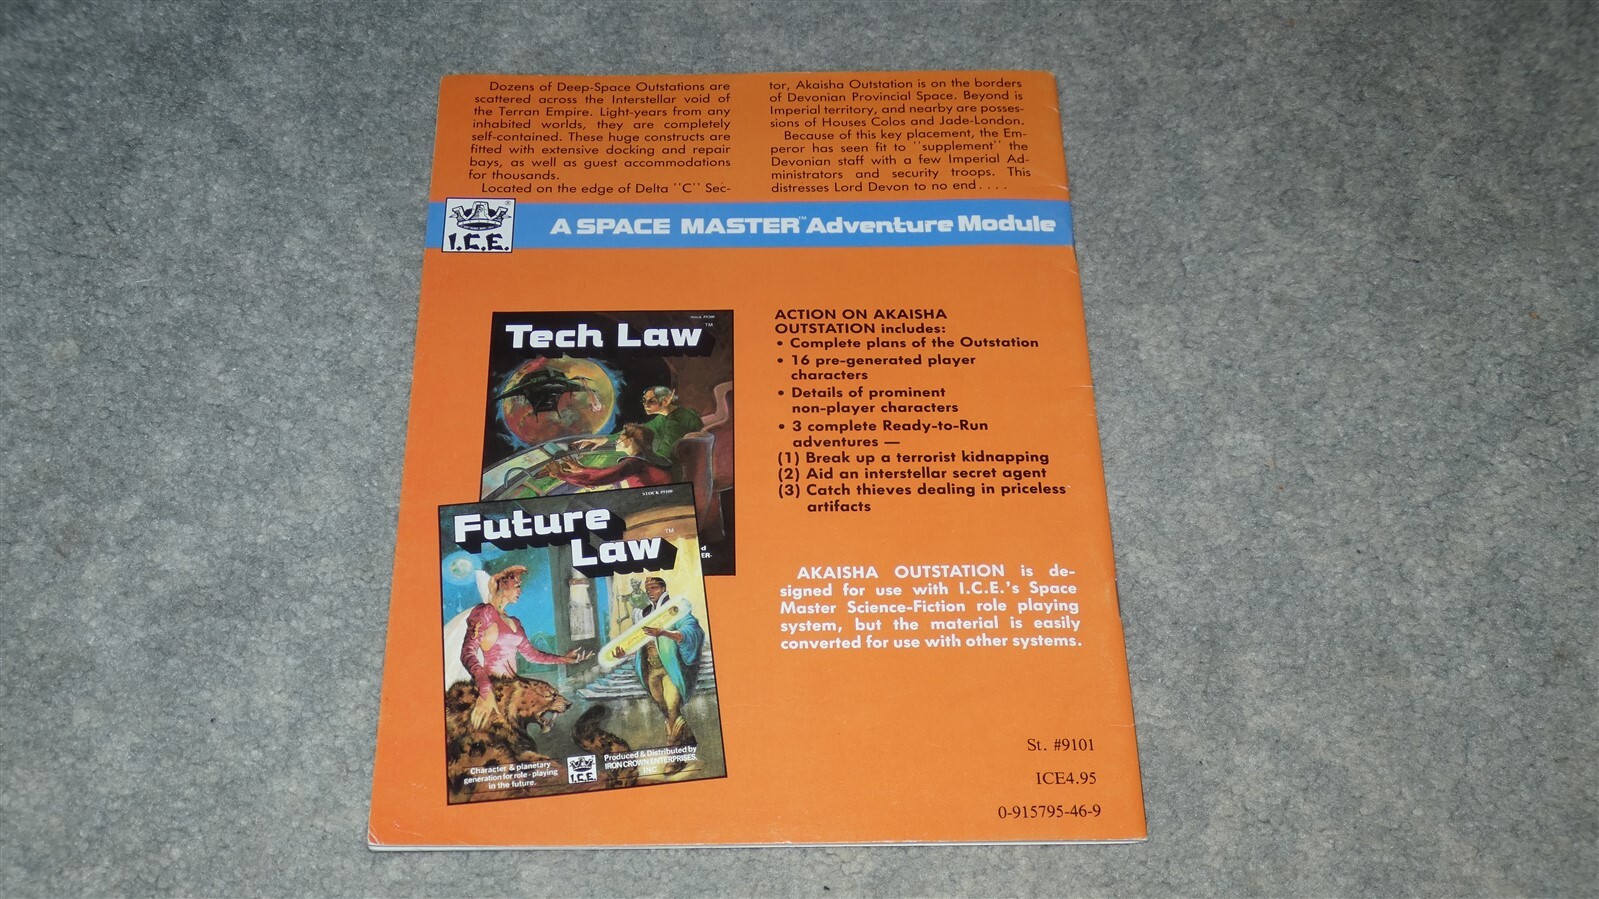 Dozens of Deep-Space Outstations are
scattered across the Interstellar void of
the Terran Empire. Light-years from any
inhabited worlds, they are completely
self-contained. These huge constructs are
fitted with extensive docking and repair
bays, as well as guest accommodations
for thousands.
Located on the edge of Delta "C" Sec-
tor, Akaisha Outstation is on the borders
of Devonian Provincial Space. Beyond is
Imperial territory, and nearby are posses-
sions of Houses Colos and Jade-London.
Because of this key placement, the Em-
peror has seen fit to "supplement" the
Devonian staff with a few Imperial Ad-
ministrators and security troops. This
distresses Lord Devon to no end....
I.C.E.®
A SPACE MASTER™ Adventure Module
Tech Law™
Future
Law™
STOCK #9100
Character & planetary
generation for role-playing
in the future.
I.C.E.
Produced & Distributed by
IRON CROWN ENTERPRISES,
INC.
ACTION ON AKAISHA
OUTSTATION includes:
• Complete plans of the Outstation
• 16 pre-generated player
characters
• Details of prominent
non-player characters
• 3 complete Ready-to-Run
adventures —
(1) Break up a terrorist kidnapping
(2) Aid an interstellar secret agent
(3) Catch thieves dealing in priceless
artifacts
AKAISHA OUTSTATION is de-
signed for use with I.C.E.'s Space
Master Science-Fiction role playing
system, but the material is easily
converted for use with other systems.
St. #9101
ICE4.95
0-915795-46-9